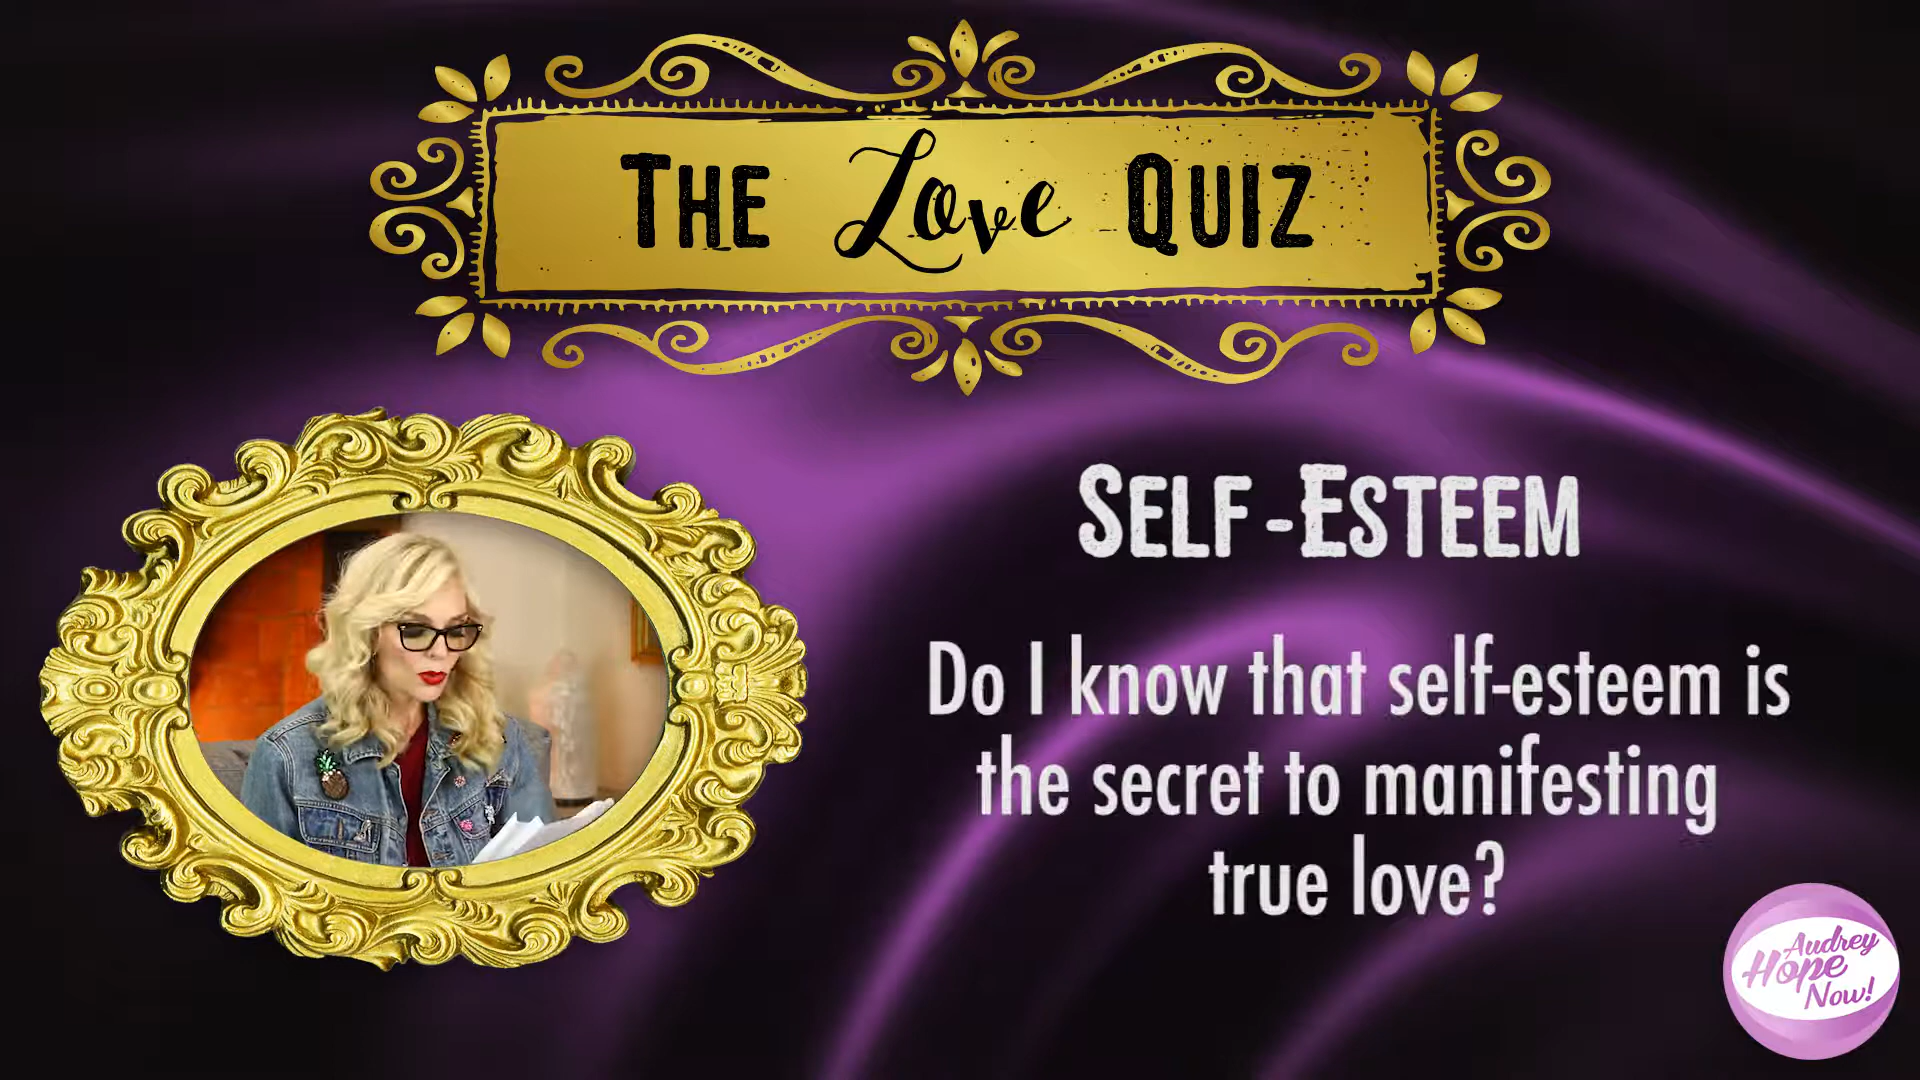 The Love Quiz
Self-Esteem
Do I know that self-esteem is
the secret to manifesting
true love?
Audrey
Hope
Now!